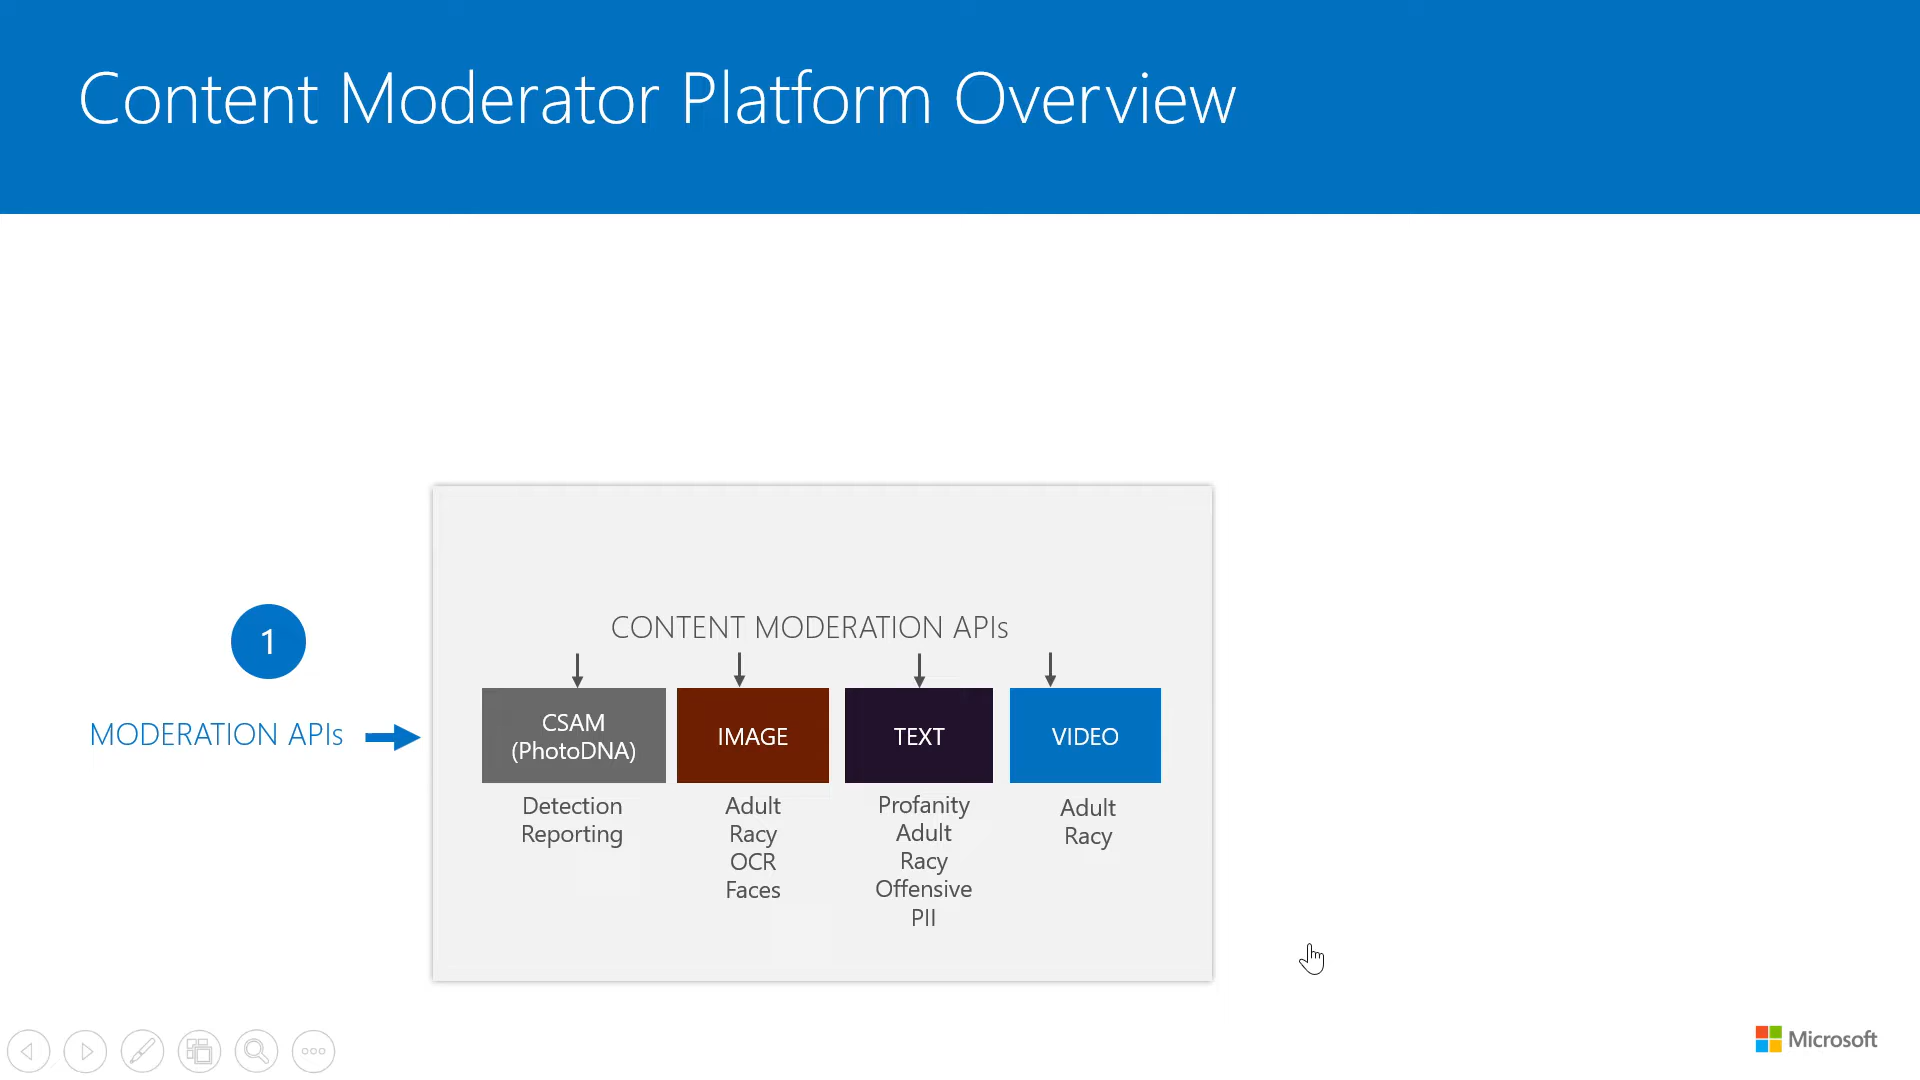 Content Moderator Platform Overview
1
MODERATION APIs
CONTENT MODERATION APIs
CSAM
(PhotoDNA)
Detection
Reporting
IMAGE
Adult
Racy
OCR
Faces
TEXT
Profanity
Adult
Racy
Offensive
PII
VIDEO
Adult
Racy
Microsoft